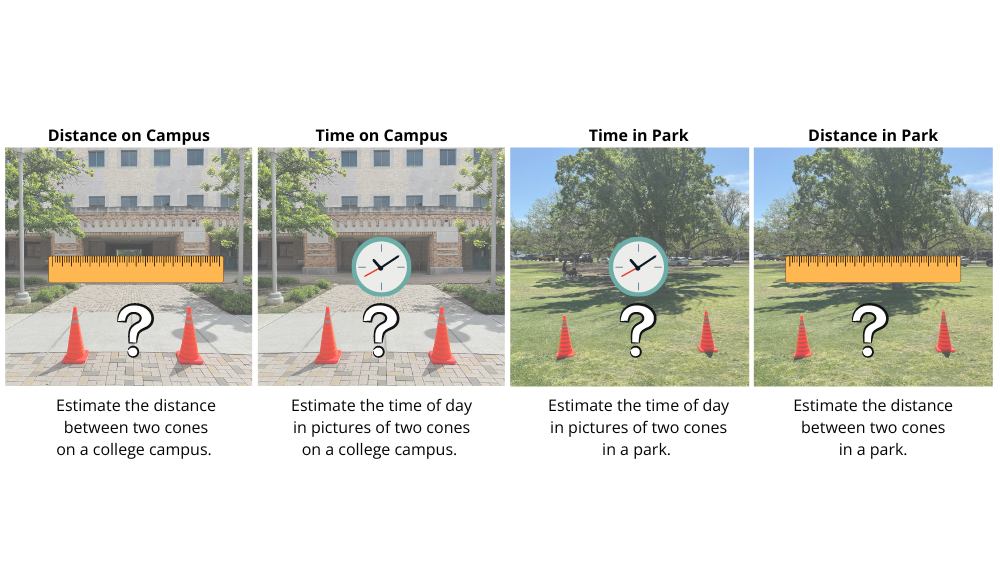 Distance on Campus
Time on Campus
Time in Park
Distance in Park
?
?
?
?
Estimate the distance
between two cones
on a college campus.
Estimate the time of day
in pictures of two cones
on a college campus.
Estimate the time of day
in pictures of two cones
in a park.
Estimate the distance
between two cones
in a park.